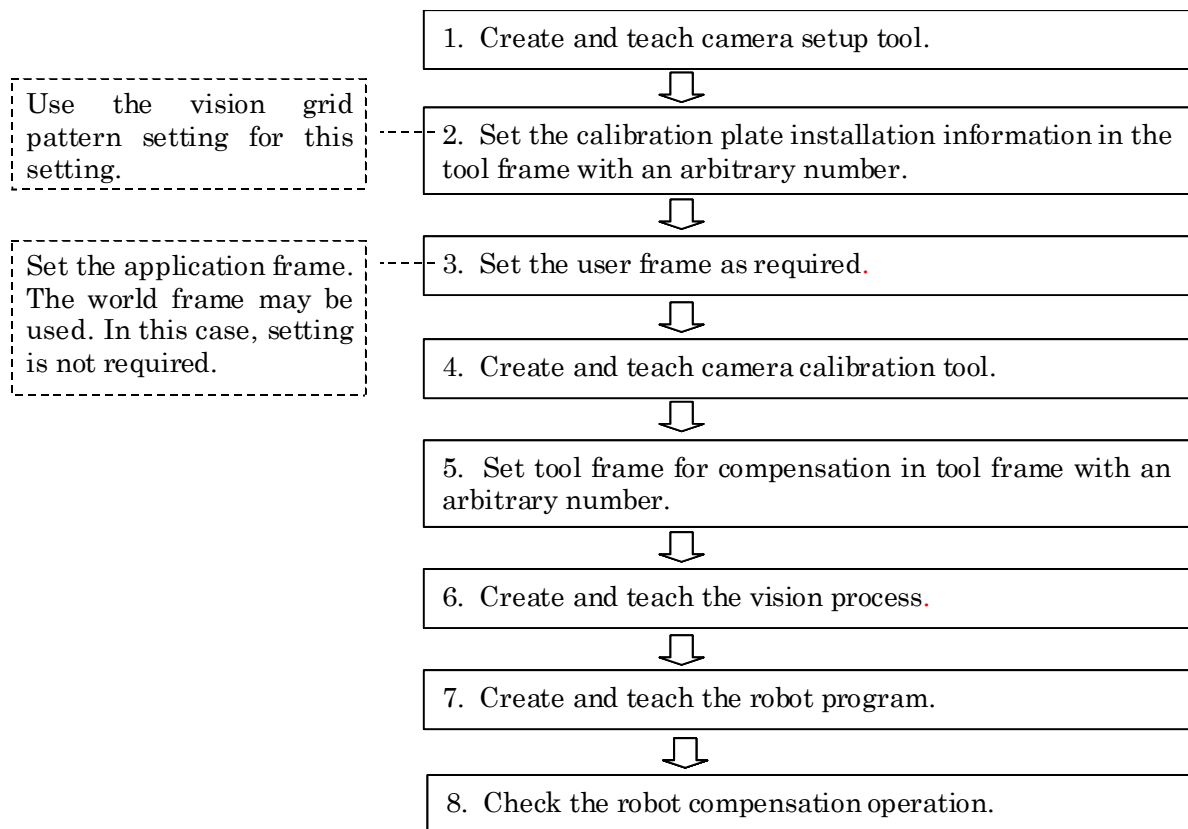 1. Create and teach camera setup tool.
Use the vision grid
pattern setting for this
setting.
2. Set the calibration plate installation information in the
tool frame with an arbitrary number.
Set the application frame.
The world frame may be
used. In this case, setting
is not required.
3. Set the user frame as required.
4. Create and teach camera calibration tool.
5. Set tool frame for compensation in tool frame with an
arbitrary number.
6. Create and teach the vision process.
7. Create and teach the robot program.
8. Check the robot compensation operation.